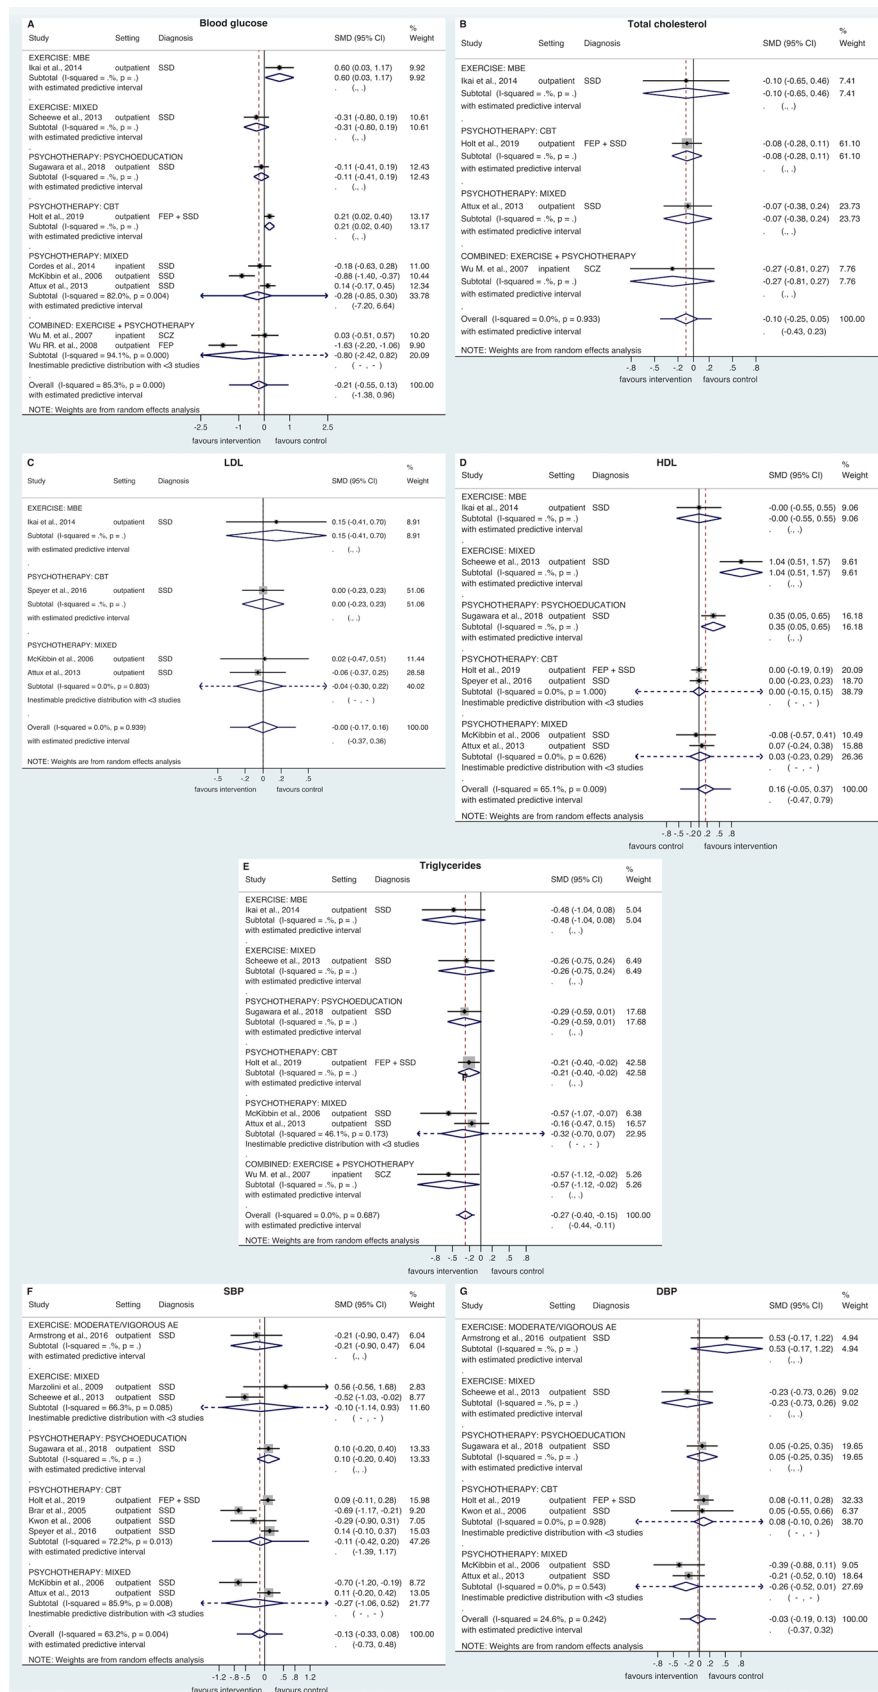 A Blood glucose
%
Study Setting Diagnosis SMD (95% CI) Weight
EXERCISE: MBE
Ikai et al., 2014 outpatient SSD 0.60 (0.03, 1.17) 9.92
Subtotal (I-squared = .%, p = .) 0.60 (0.03, 1.17) 9.92
with estimated predictive interval . (., .)
.
EXERCISE: MIXED
Scheewe et al., 2013 outpatient SSD -0.31 (-0.80, 0.19) 10.61
Subtotal (I-squared = .%, p = .) -0.31 (-0.80, 0.19) 10.61
with estimated predictive interval . (., .)
.
PSYCHOTHERAPY: PSYCHOEDUCATION
Sugawara et al., 2018 outpatient SSD -0.11 (-0.41, 0.19) 12.43
Subtotal (I-squared = .%, p = .) -0.11 (-0.41, 0.19) 12.43
with estimated predictive interval . (., .)
.
PSYCHOTHERAPY: CBT
Holt et al., 2019 outpatient FEP + SSD 0.21 (0.02, 0.40) 13.17
Subtotal (I-squared = .%, p = .) 0.21 (0.02, 0.40) 13.17
with estimated predictive interval . (., .)
.
PSYCHOTHERAPY: MIXED
Cordes et al., 2014 inpatient SSD -0.18 (-0.63, 0.28) 11.00
McKibbin et al., 2006 outpatient SSD -0.88 (-1.40, -0.37) 10.44
Attux et al., 2013 outpatient SSD 0.14 (-0.17, 0.45) 12.34
Subtotal (I-squared = 82.0%, p = 0.004) -0.28 (-0.85, 0.30) 33.78
with estimated predictive interval . (-7.20, 6.64)
.
COMBINED: EXERCISE + PSYCHOTHERAPY
Wu M. et al., 2007 inpatient SCZ 0.03 (-0.51, 0.57) 10.20
Wu RR. et al., 2008 outpatient FEP -1.63 (-2.20, -1.06) 9.90
Subtotal (I-squared = 94.1%, p = 0.000) -0.80 (-2.42, 0.82) 20.09
Inestimable predictive distribution with <3 studies . ( - , - )
.
Overall (I-squared = 85.3%, p = 0.000) -0.21 (-0.55, 0.13) 100.00
with estimated predictive interval . (-1.38, 0.96)
NOTE: Weights are from random effects analysis
-2.5 -1 0 1 2.5
favours intervention favours control
B Total cholesterol
%
Study Setting Diagnosis SMD (95% CI) Weight
EXERCISE: MBE
Ikai et al., 2014 outpatient SSD -0.10 (-0.65, 0.46) 7.41
Subtotal (I-squared = .%, p = .) -0.10 (-0.65, 0.46) 7.41
with estimated predictive interval . (., .)
.
PSYCHOTHERAPY: CBT
Holt et al., 2019 outpatient FEP + SSD -0.08 (-0.28, 0.11) 61.10
Subtotal (I-squared = .%, p = .) -0.08 (-0.28, 0.11) 61.10
with estimated predictive interval . (., .)
.
PSYCHOTHERAPY: MIXED
Attux et al., 2013 outpatient SSD -0.07 (-0.38, 0.24) 23.73
Subtotal (I-squared = .%, p = .) -0.07 (-0.38, 0.24) 23.73
with estimated predictive interval . (., .)
.
COMBINED: EXERCISE + PSYCHOTHERAPY
Wu M. et al., 2007 inpatient SCZ -0.27 (-0.81, 0.27) 7.76
Subtotal (I-squared = .%, p = .) -0.27 (-0.81, 0.27) 7.76
with estimated predictive interval . (., .)
.
Overall (I-squared = 0.0%, p = 0.933) -0.10 (-0.25, 0.05) 100.00
with estimated predictive interval . (-0.43, 0.23)
NOTE: Weights are from random effects analysis
-.8 -.5 -.2 0 .2 .5 .8
favours intervention favours control
C LDL
%
Study Setting Diagnosis SMD (95% CI) Weight
EXERCISE: MBE
Ikai et al., 2014 outpatient SSD 0.15 (-0.41, 0.70) 8.91
Subtotal (I-squared = .%, p = .) 0.15 (-0.41, 0.70) 8.91
with estimated predictive interval . (., .)
.
PSYCHOTHERAPY: CBT
Speyer et al., 2016 outpatient SSD 0.00 (-0.23, 0.23) 51.06
Subtotal (I-squared = .%, p = .) 0.00 (-0.23, 0.23) 51.06
with estimated predictive interval . (., .)
.
PSYCHOTHERAPY: MIXED
McKibbin et al., 2006 outpatient SSD 0.02 (-0.47, 0.51) 11.44
Attux et al., 2013 outpatient SSD -0.06 (-0.37, 0.25) 28.58
Subtotal (I-squared = 0.0%, p = 0.803) -0.04 (-0.30, 0.22) 40.02
Inestimable predictive distribution with <3 studies . ( - , - )
.
Overall (I-squared = 0.0%, p = 0.939) -0.00 (-0.17, 0.16) 100.00
with estimated predictive interval . (-0.37, 0.36)
NOTE: Weights are from random effects analysis
-.5 -.2 0 .2 .5
favours intervention favours control
D HDL
%
Study Setting Diagnosis SMD (95% CI) Weight
EXERCISE: MBE
Ikai et al., 2014 outpatient SSD -0.00 (-0.55, 0.55) 9.06
Subtotal (I-squared = .%, p = .) -0.00 (-0.55, 0.55) 9.06
with estimated predictive interval . (., .)
.
EXERCISE: MIXED
Scheewe et al., 2013 outpatient SSD 1.04 (0.51, 1.57) 9.61
Subtotal (I-squared = .%, p = .) 1.04 (0.51, 1.57) 9.61
with estimated predictive interval . (., .)
.
PSYCHOTHERAPY: PSYCHOEDUCATION
Sugawara et al., 2018 outpatient SSD 0.35 (0.05, 0.65) 16.18
Subtotal (I-squared = .%, p = .) 0.35 (0.05, 0.65) 16.18
with estimated predictive interval . (., .)
.
PSYCHOTHERAPY: CBT
Holt et al., 2019 outpatient FEP + SSD 0.00 (-0.19, 0.19) 20.09
Speyer et al., 2016 outpatient SSD 0.00 (-0.23, 0.23) 18.70
Subtotal (I-squared = 0.0%, p = 1.000) 0.00 (-0.15, 0.15) 38.79
Inestimable predictive distribution with <3 studies . ( - , - )
.
PSYCHOTHERAPY: MIXED
McKibbin et al., 2006 outpatient SSD -0.08 (-0.57, 0.41) 10.49
Attux et al., 2013 outpatient SSD 0.07 (-0.24, 0.38) 15.88
Subtotal (I-squared = 0.0%, p = 0.626) 0.03 (-0.23, 0.29) 26.36
Inestimable predictive distribution with <3 studies . ( - , - )
.
Overall (I-squared = 65.1%, p = 0.009) 0.16 (-0.05, 0.37) 100.00
with estimated predictive interval . (-0.47, 0.79)
NOTE: Weights are from random effects analysis
-.8 -.5 -.2 0 .2 .5 .8
favours control favours intervention
E Triglycerides
%
Study Setting Diagnosis SMD (95% CI) Weight
EXERCISE: MBE
Ikai et al., 2014 outpatient SSD -0.48 (-1.04, 0.08) 5.04
Subtotal (I-squared = .%, p = .) -0.48 (-1.04, 0.08) 5.04
with estimated predictive interval . (., .)
.
EXERCISE: MIXED
Scheewe et al., 2013 outpatient SSD -0.26 (-0.75, 0.24) 6.49
Subtotal (I-squared = .%, p = .) -0.26 (-0.75, 0.24) 6.49
with estimated predictive interval . (., .)
.
PSYCHOTHERAPY: PSYCHOEDUCATION
Sugawara et al., 2018 outpatient SSD -0.29 (-0.59, 0.01) 17.68
Subtotal (I-squared = .%, p = .) -0.29 (-0.59, 0.01) 17.68
with estimated predictive interval . (., .)
.
PSYCHOTHERAPY: CBT
Holt et al., 2019 outpatient FEP + SSD -0.21 (-0.40, -0.02) 42.58
Subtotal (I-squared = .%, p = .) -0.21 (-0.40, -0.02) 42.58
with estimated predictive interval . (., .)
.
PSYCHOTHERAPY: MIXED
McKibbin et al., 2006 outpatient SSD -0.57 (-1.07, -0.07) 6.38
Attux et al., 2013 outpatient SSD -0.16 (-0.47, 0.15) 16.57
Subtotal (I-squared = 46.1%, p = 0.173) -0.32 (-0.70, 0.07) 22.95
Inestimable predictive distribution with <3 studies . ( - , - )
.
COMBINED: EXERCISE + PSYCHOTHERAPY
Wu M. et al., 2007 inpatient SCZ -0.57 (-1.12, -0.02) 5.26
Subtotal (I-squared = .%, p = .) -0.57 (-1.12, -0.02) 5.26
with estimated predictive interval . (., .)
.
Overall (I-squared = 0.0%, p = 0.687) -0.27 (-0.40, -0.15) 100.00
with estimated predictive interval . (-0.44, -0.11)
NOTE: Weights are from random effects analysis
-.8 -.5 -.2 0 .2 .5 .8
favours intervention favours control
F SBP
%
Study Setting Diagnosis SMD (95% CI) Weight
EXERCISE: MODERATE/VIGOROUS AE
Armstrong et al., 2016 outpatient SSD -0.21 (-0.90, 0.47) 6.04
Subtotal (I-squared = .%, p = .) -0.21 (-0.90, 0.47) 6.04
with estimated predictive interval . (., .)
.
EXERCISE: MIXED
Marzolini et al., 2009 outpatient SSD 0.56 (-0.56, 1.68) 2.83
Scheewe et al., 2013 outpatient SSD -0.52 (-1.03, -0.02) 8.77
Subtotal (I-squared = 66.3%, p = 0.085) -0.10 (-1.14, 0.93) 11.60
Inestimable predictive distribution with <3 studies . ( - , - )
.
PSYCHOTHERAPY: PSYCHOEDUCATION
Sugawara et al., 2018 outpatient SSD 0.10 (-0.20, 0.40) 13.33
Subtotal (I-squared = .%, p = .) 0.10 (-0.20, 0.40) 13.33
with estimated predictive interval . (., .)
.
PSYCHOTHERAPY: CBT
Holt et al., 2019 outpatient FEP + SSD 0.09 (-0.11, 0.28) 15.98
Brar et al., 2005 outpatient SSD -0.69 (-1.17, -0.21) 9.20
Kwon et al., 2006 outpatient SSD -0.29 (-0.90, 0.31) 7.05
Speyer et al., 2016 outpatient SSD 0.14 (-0.10, 0.37) 15.03
Subtotal (I-squared = 72.2%, p = 0.013) -0.11 (-0.42, 0.20) 47.26
with estimated predictive interval . (-1.39, 1.17)
.
PSYCHOTHERAPY: MIXED
McKibbin et al., 2006 outpatient SSD -0.70 (-1.20, -0.19) 8.72
Attux et al., 2013 outpatient SSD 0.11 (-0.20, 0.42) 13.05
Subtotal (I-squared = 85.9%, p = 0.008) -0.27 (-1.06, 0.52) 21.77
Inestimable predictive distribution with <3 studies . ( - , - )
.
Overall (I-squared = 63.2%, p = 0.004) -0.13 (-0.33, 0.08) 100.00
with estimated predictive interval . (-0.73, 0.48)
NOTE: Weights are from random effects analysis
-1.2 -.8 -.5 0 .5 .8 1.2
favours intervention favours control
G DBP
%
Study Setting Diagnosis SMD (95% CI) Weight
EXERCISE: MODERATE/VIGOROUS AE
Armstrong et al., 2016 outpatient SSD 0.53 (-0.17, 1.22) 4.94
Subtotal (I-squared = .%, p = .) 0.53 (-0.17, 1.22) 4.94
with estimated predictive interval . (., .)
.
EXERCISE: MIXED
Scheewe et al., 2013 outpatient SSD -0.23 (-0.73, 0.26) 9.02
Subtotal (I-squared = .%, p = .) -0.23 (-0.73, 0.26) 9.02
with estimated predictive interval . (., .)
.
PSYCHOTHERAPY: PSYCHOEDUCATION
Sugawara et al., 2018 outpatient SSD 0.05 (-0.25, 0.35) 19.65
Subtotal (I-squared = .%, p = .) 0.05 (-0.25, 0.35) 19.65
with estimated predictive interval . (., .)
.
PSYCHOTHERAPY: CBT
Holt et al., 2019 outpatient FEP + SSD 0.08 (-0.11, 0.28) 32.33
Kwon et al., 2006 outpatient SSD 0.05 (-0.55, 0.66) 6.37
Subtotal (I-squared = 0.0%, p = 0.928) 0.08 (-0.10, 0.26) 38.70
Inestimable predictive distribution with <3 studies . ( - , - )
.
PSYCHOTHERAPY: MIXED
McKibbin et al., 2006 outpatient SSD -0.39 (-0.88, 0.11) 9.05
Attux et al., 2013 outpatient SSD -0.21 (-0.52, 0.10) 18.64
Subtotal (I-squared = 0.0%, p = 0.543) -0.26 (-0.52, 0.01) 27.69
Inestimable predictive distribution with <3 studies . ( - , - )
.
Overall (I-squared = 24.6%, p = 0.242) -0.03 (-0.19, 0.13) 100.00
with estimated predictive interval . (-0.37, 0.32)
NOTE: Weights are from random effects analysis
-.8 -.5 -.2 0 .2 .5 .8
favours intervention favours control